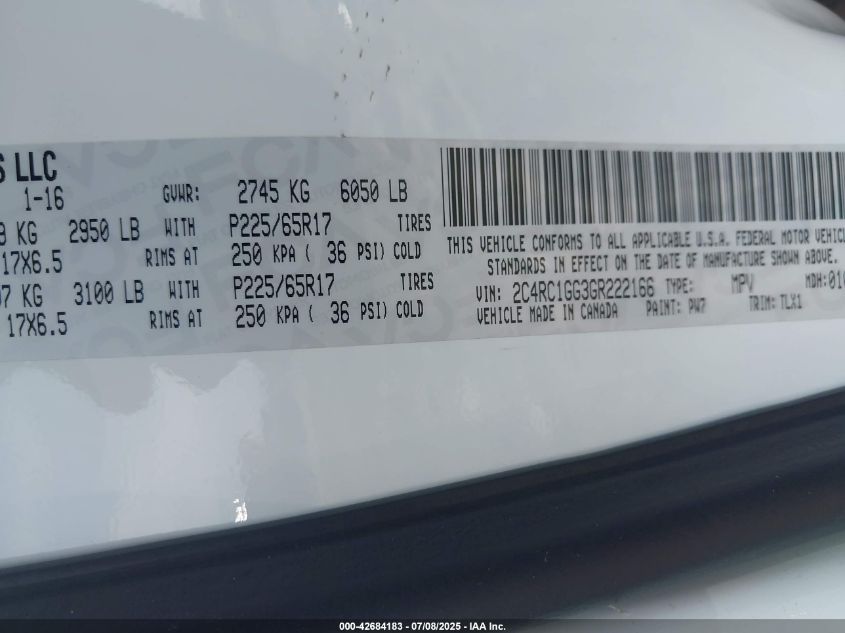 S LLC
1-16 GVWR: 2745 KG 6050 LB
KG 2950 LB WITH P225/65R17 TIRES
17X6.5 RIMS AT 250 KPA ( 36 PSI) COLD
7 KG 3100 LB WITH P225/65R17 TIRES
17X6.5 RIMS AT 250 KPA ( 36 PSI) COLD
THIS VEHICLE CONFORMS TO ALL APPLICABLE U.S.A. FEDERAL MOTOR VEHICL
STANDARDS IN EFFECT ON THE DATE OF MANUFACTURE SHOWN ABOVE.
VIN: 2C4RC1GG3GR222166 TYPE: MPV MDH:010
VEHICLE MADE IN CANADA PAINT: PW7 TRIM: TLX1
000-42684183 - 07/08/2025 - IAA Inc.